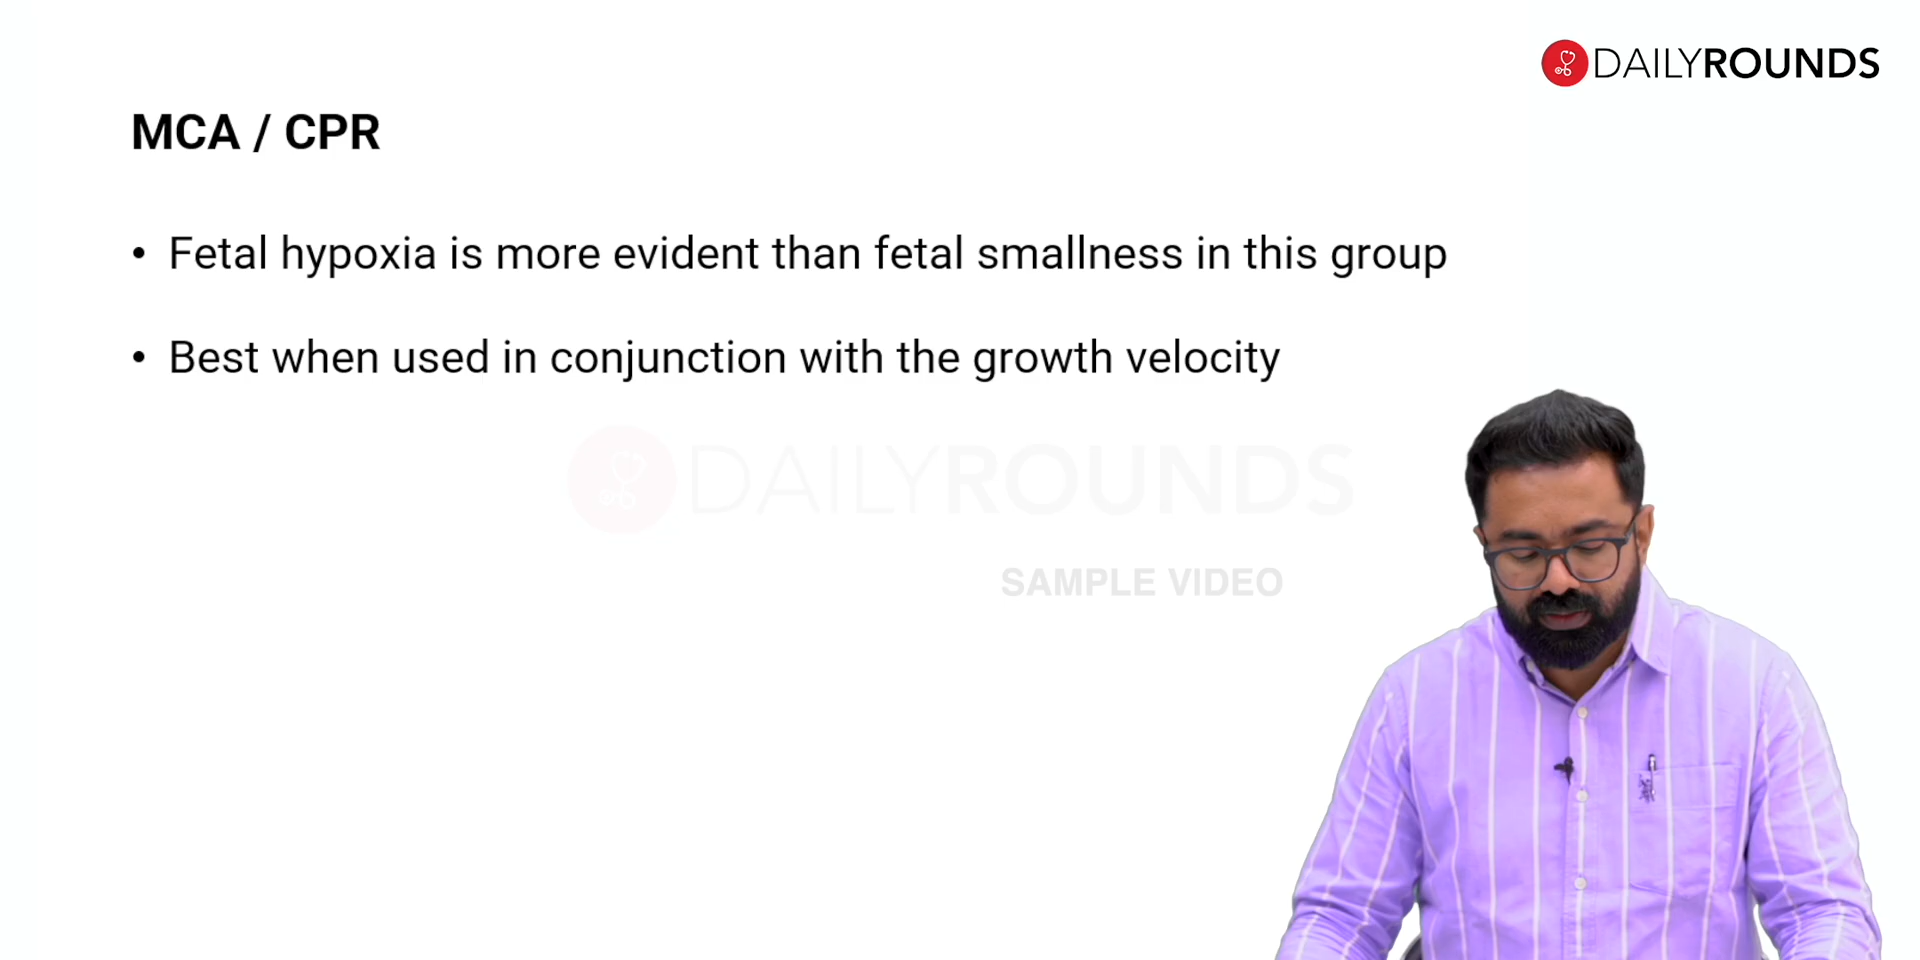 DAILYROUNDS
MCA / CPR
• Fetal hypoxia is more evident than fetal smallness in this group
• Best when used in conjunction with the growth velocity
DAILYROUNDS
SAMPLE VIDEO